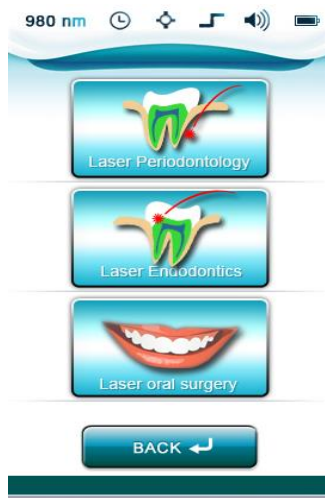 980 nm
Laser Periodontology
Laser Endodontics
Laser oral surgery
BACK